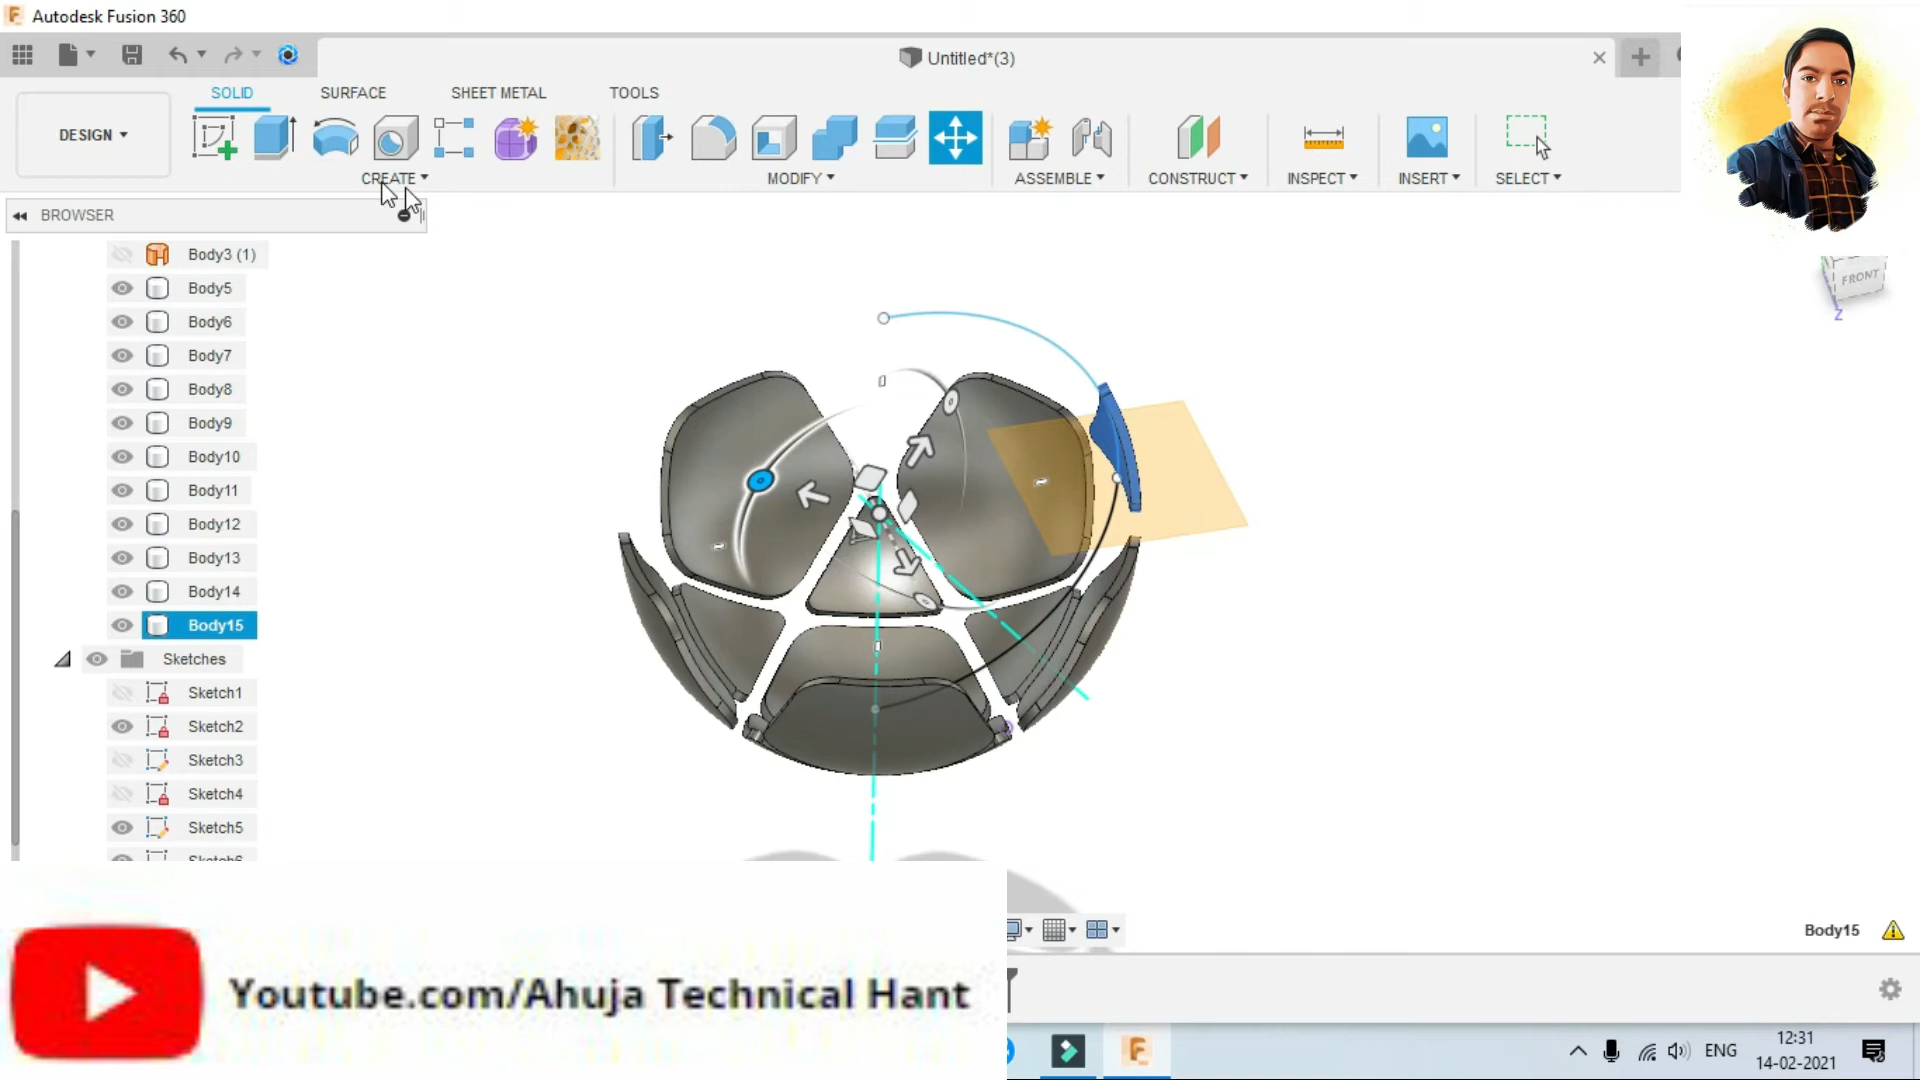 Autodesk Fusion 360
Untitled*(3)
SOLID
SURFACE
SHEET METAL
TOOLS
DESIGN
CREATE
MODIFY
ASSEMBLE
CONSTRUCT
INSPECT
INSERT
SELECT
BROWSER
Body3 (1)
Body5
Body6
Body7
Body8
Body9
Body10
Body11
Body12
Body13
Body14
Body15
Sketches
Sketch1
Sketch2
Sketch3
Sketch4
Sketch5
Sketch6
FRONT
Z
Body15
Youtube.com/Ahuja Technical Hant
ENG
12:31
14-02-2021